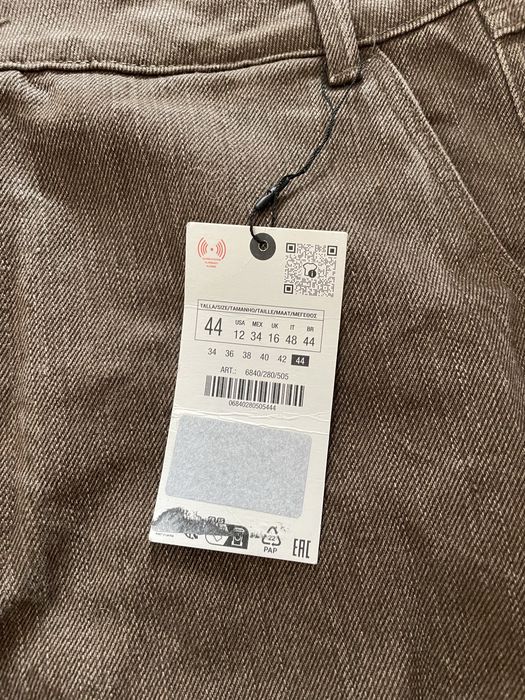 TALLA/SIZE/TAMANHO/TAILLE/MAAT/ΜΕΓΕΘΟΣ
44 USA MEX UK IT BR
12 34 16 48 44
34 36 38 40 42 44
ART.: 6840/280/505
06840280505444
22
PAP
EAC